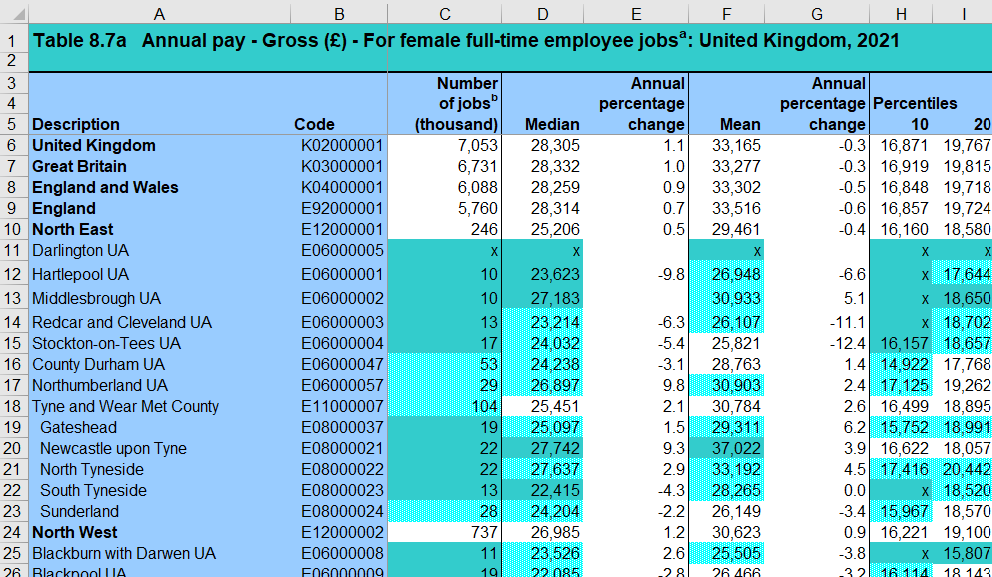 A B C D E F G H I
1 Table 8.7a Annual pay - Gross (£) - For female full-time employee jobsᵃ: United Kingdom, 2021
2
3 Number Annual Annual
4 of jobsᵇ percentage percentage Percentiles
5 Description Code (thousand) Median change Mean change 10 20
6 United Kingdom K02000001 7,053 28,305 1.1 33,165 -0.3 16,871 19,767
7 Great Britain K03000001 6,731 28,332 1.0 33,277 -0.3 16,919 19,815
8 England and Wales K04000001 6,088 28,259 0.9 33,302 -0.5 16,848 19,718
9 England E92000001 5,760 28,314 0.7 33,516 -0.6 16,857 19,724
10 North East E12000001 246 25,206 0.5 29,461 -0.4 16,160 18,580
11 Darlington UA E06000005 x x x x x
12 Hartlepool UA E06000001 10 23,623 -9.8 26,948 -6.6 x 17,644
13 Middlesbrough UA E06000002 10 27,183 30,933 5.1 x 18,650
14 Redcar and Cleveland UA E06000003 13 23,214 -6.3 26,107 -11.1 x 18,702
15 Stockton-on-Tees UA E06000004 17 24,032 -5.4 25,821 -12.4 16,157 18,657
16 County Durham UA E06000047 53 24,238 -3.1 28,763 1.4 14,922 17,768
17 Northumberland UA E06000057 29 26,897 9.8 30,903 2.4 17,125 19,262
18 Tyne and Wear Met County E11000007 104 25,451 2.1 30,784 2.6 16,499 18,895
19 Gateshead E08000037 19 25,097 1.5 29,311 6.2 15,752 18,991
20 Newcastle upon Tyne E08000021 22 27,742 9.3 37,022 3.9 16,622 18,057
21 North Tyneside E08000022 22 27,637 2.9 33,192 4.5 17,416 20,442
22 South Tyneside E08000023 13 22,415 -4.3 28,265 0.0 x 18,520
23 Sunderland E08000024 28 24,204 -2.2 26,149 -3.4 15,967 18,570
24 North West E12000002 737 26,985 1.2 30,623 0.9 16,221 19,100
25 Blackburn with Darwen UA E06000008 11 23,526 2.6 25,505 -3.8 x 15,807
26 Blackpool UA E06000009 19 22,085 -2.8 26,466 -3.2 16,114 18,143